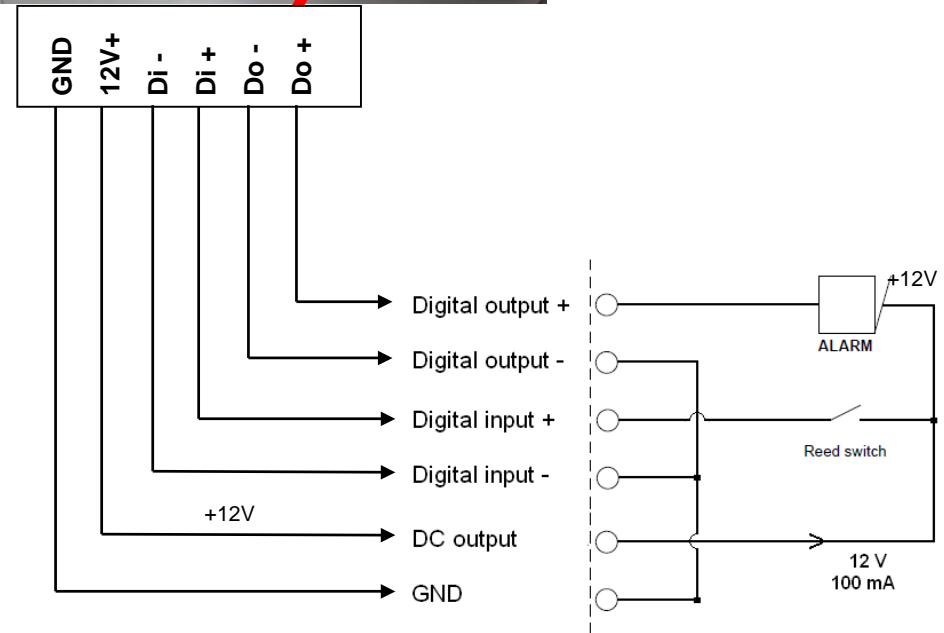 GND
12V+
Di -
Di +
Do -
Do +
+12V
Digital output +
ALARM
Digital output -
Digital input +
Reed switch
Digital input -
+12V
DC output
12 V
100 mA
GND